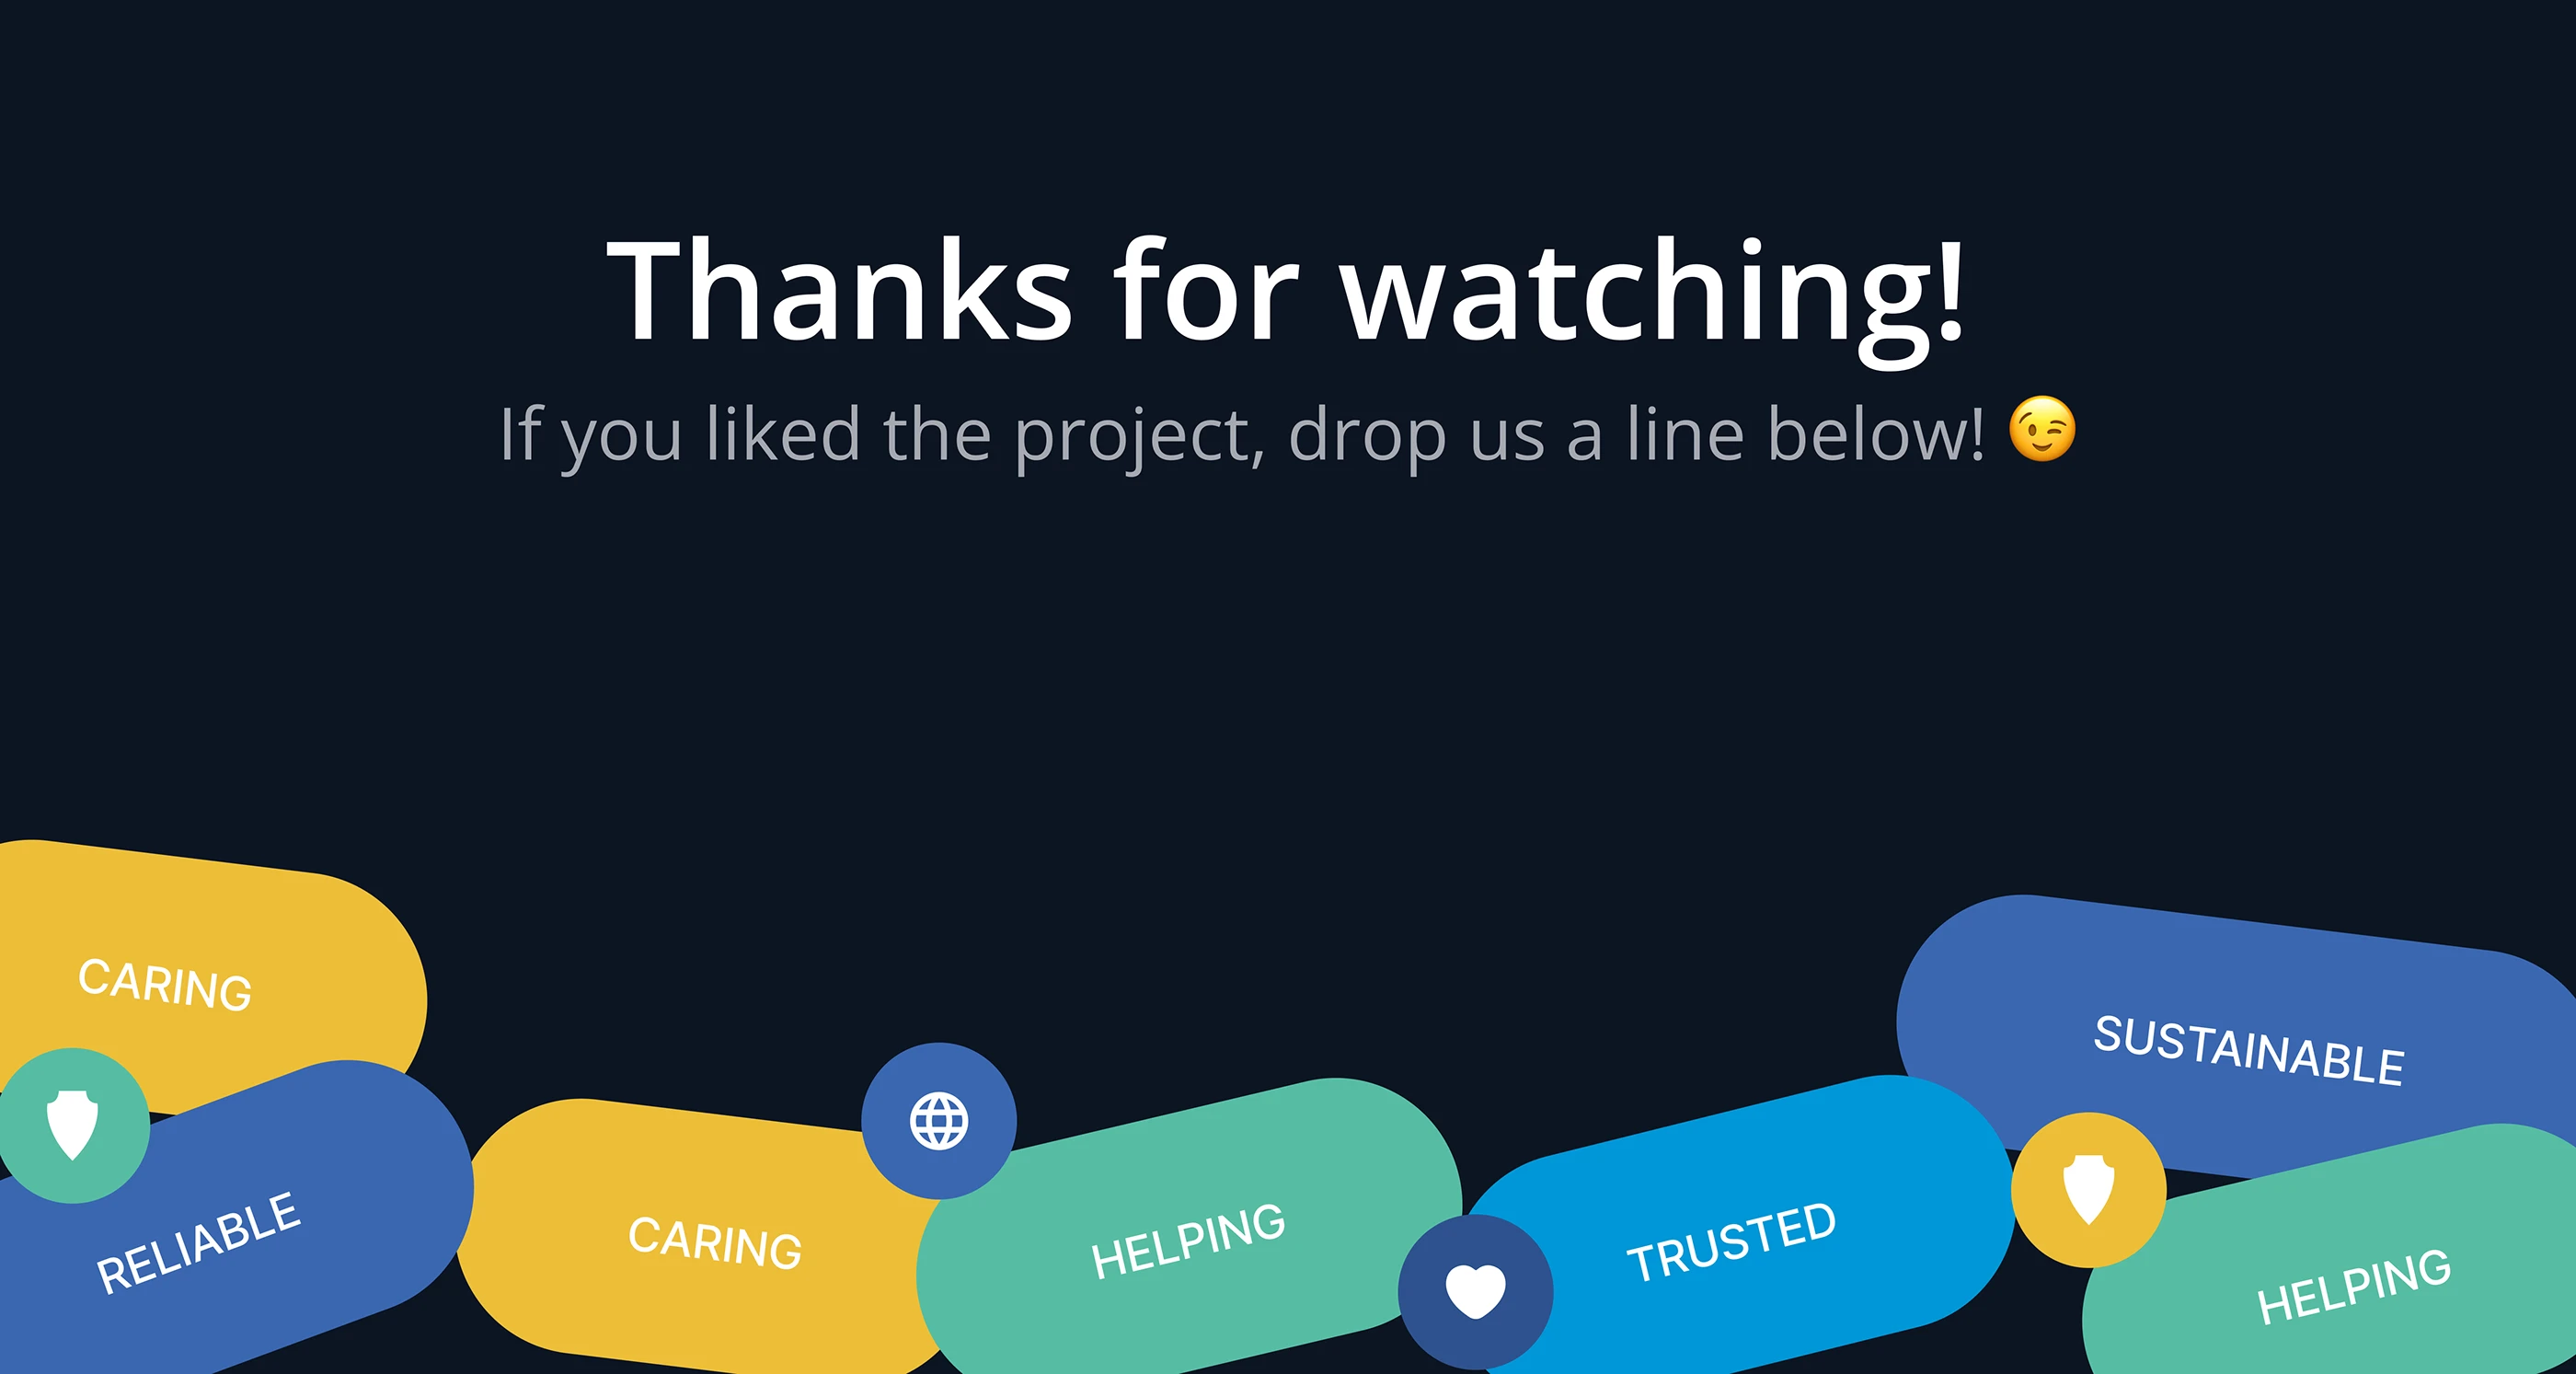 Thanks for watching!
If you liked the project, drop us a line below! 😉
CARING
SUSTAINABLE
RELIABLE
CARING
HELPING
TRUSTED
HELPING